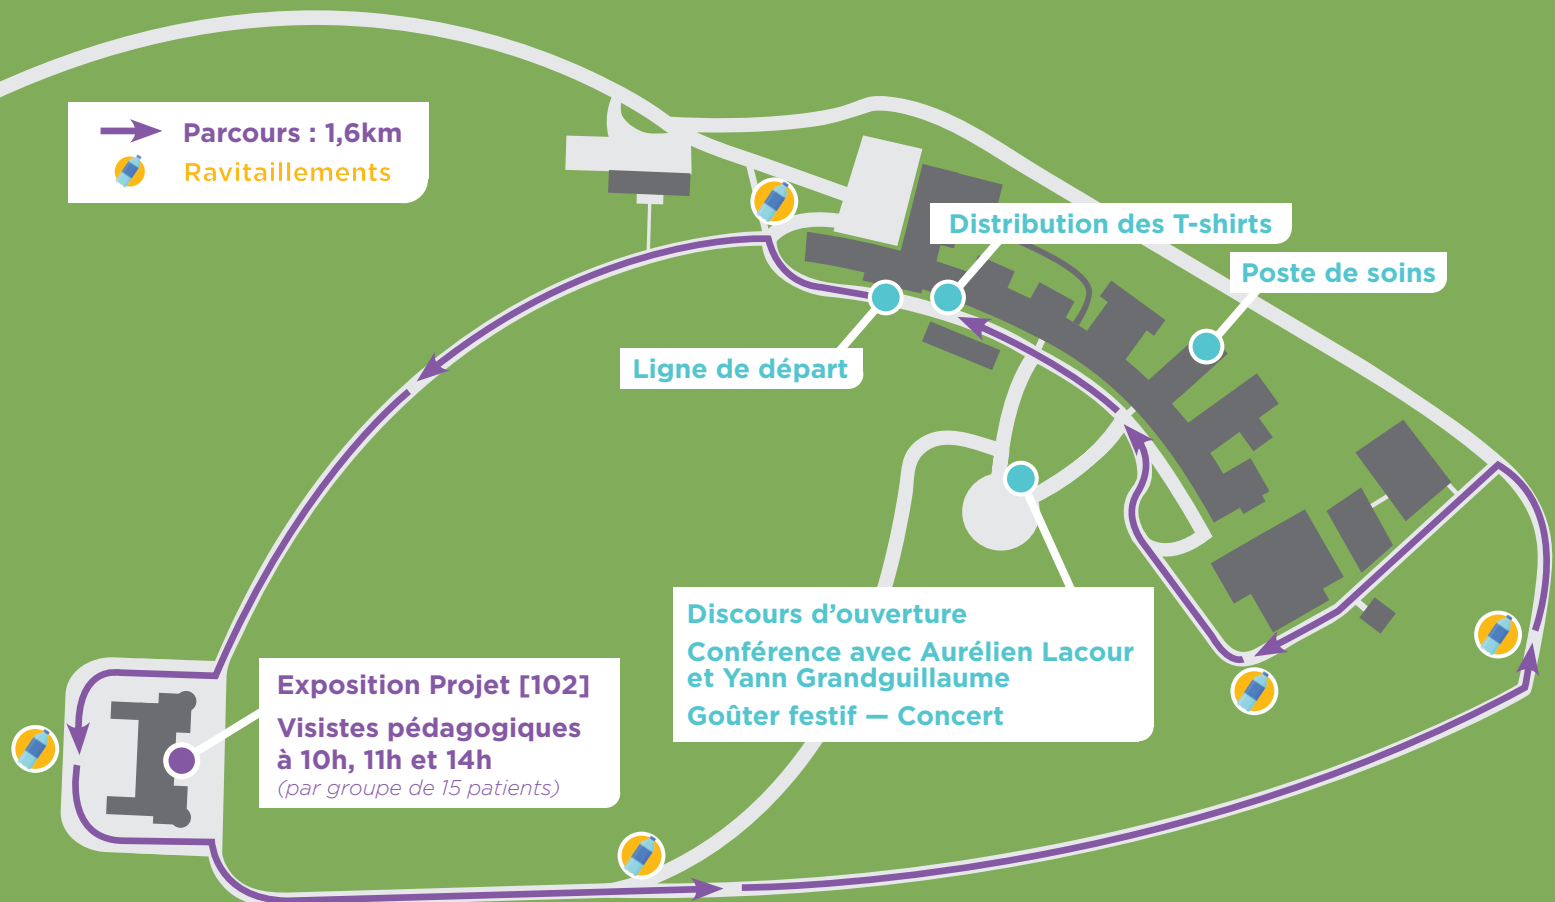 Parcours : 1,6km
Ravitaillements
Distribution des T-shirts
Poste de soins
Ligne de départ
Discours d’ouverture
Conférence avec Aurélien Lacour
et Yann Grandguillaume
Goûter festif — Concert
Exposition Projet [102]
Visistes pédagogiques
à 10h, 11h et 14h
(par groupe de 15 patients)